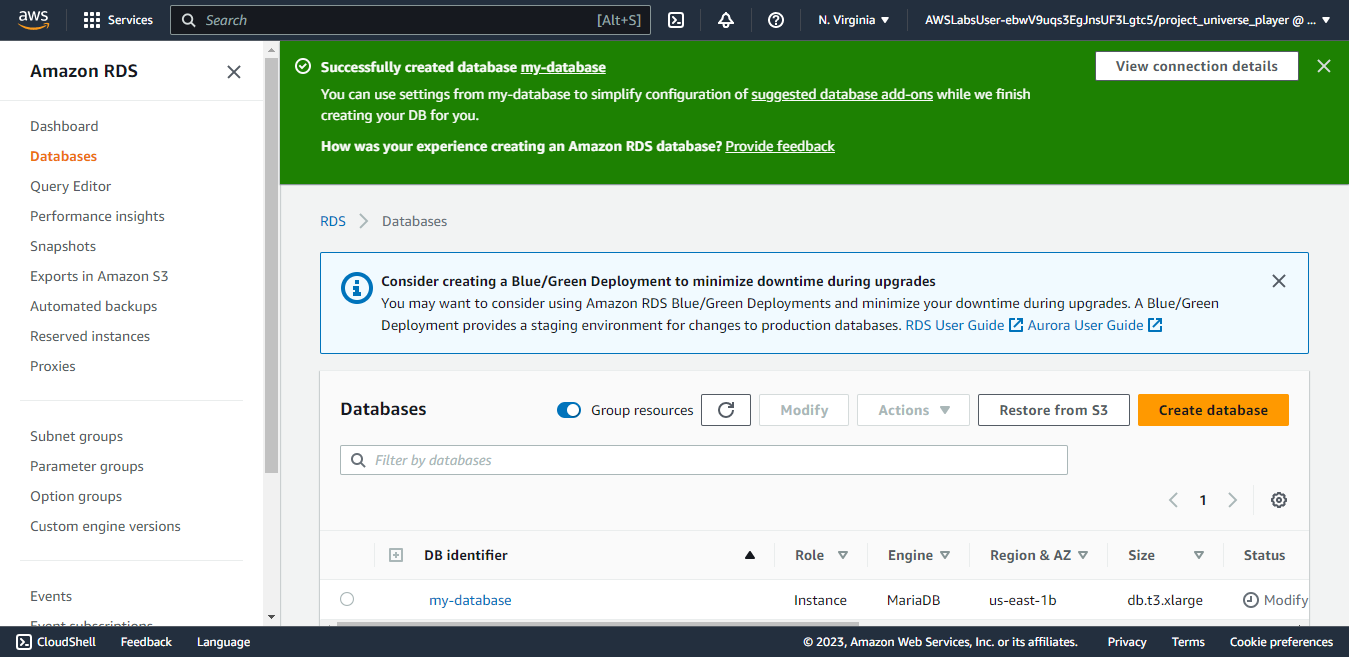 aws
Services
Search
[Alt+S]
N. Virginia
AWSLabsUser-ebwV9uqs3EgJnsUF3Lgtc5/project_universe_player @ ...
Amazon RDS
Dashboard
Databases
Query Editor
Performance insights
Snapshots
Exports in Amazon S3
Automated backups
Reserved instances
Proxies
Subnet groups
Parameter groups
Option groups
Custom engine versions
Events
Event subscriptions
Successfully created database my-database
View connection details
You can use settings from my-database to simplify configuration of suggested database add-ons while we finish
creating your DB for you.
How was your experience creating an Amazon RDS database? Provide feedback
RDS
Databases
Consider creating a Blue/Green Deployment to minimize downtime during upgrades
You may want to consider using Amazon RDS Blue/Green Deployments and minimize your downtime during upgrades. A Blue/Green
Deployment provides a staging environment for changes to production databases. RDS User Guide Aurora User Guide
Databases
Group resources
Modify
Actions
Restore from S3
Create database
Filter by databases
1
DB identifier
Role
Engine
Region & AZ
Size
Status
my-database
Instance
MariaDB
us-east-1b
db.t3.xlarge
Modify
CloudShell
Feedback
Language
© 2023, Amazon Web Services, Inc. or its affiliates.
Privacy
Terms
Cookie preferences